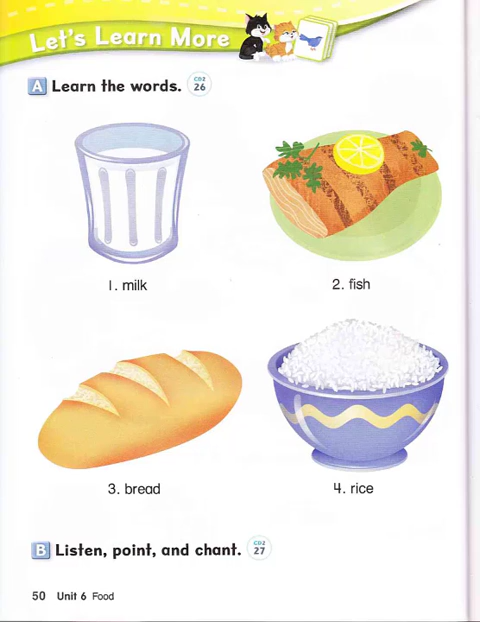 Let's Learn More
A Learn the words. CD2 26
1. milk
2. fish
3. bread
4. rice
B Listen, point, and chant. CD2 27
50 Unit 6 Food